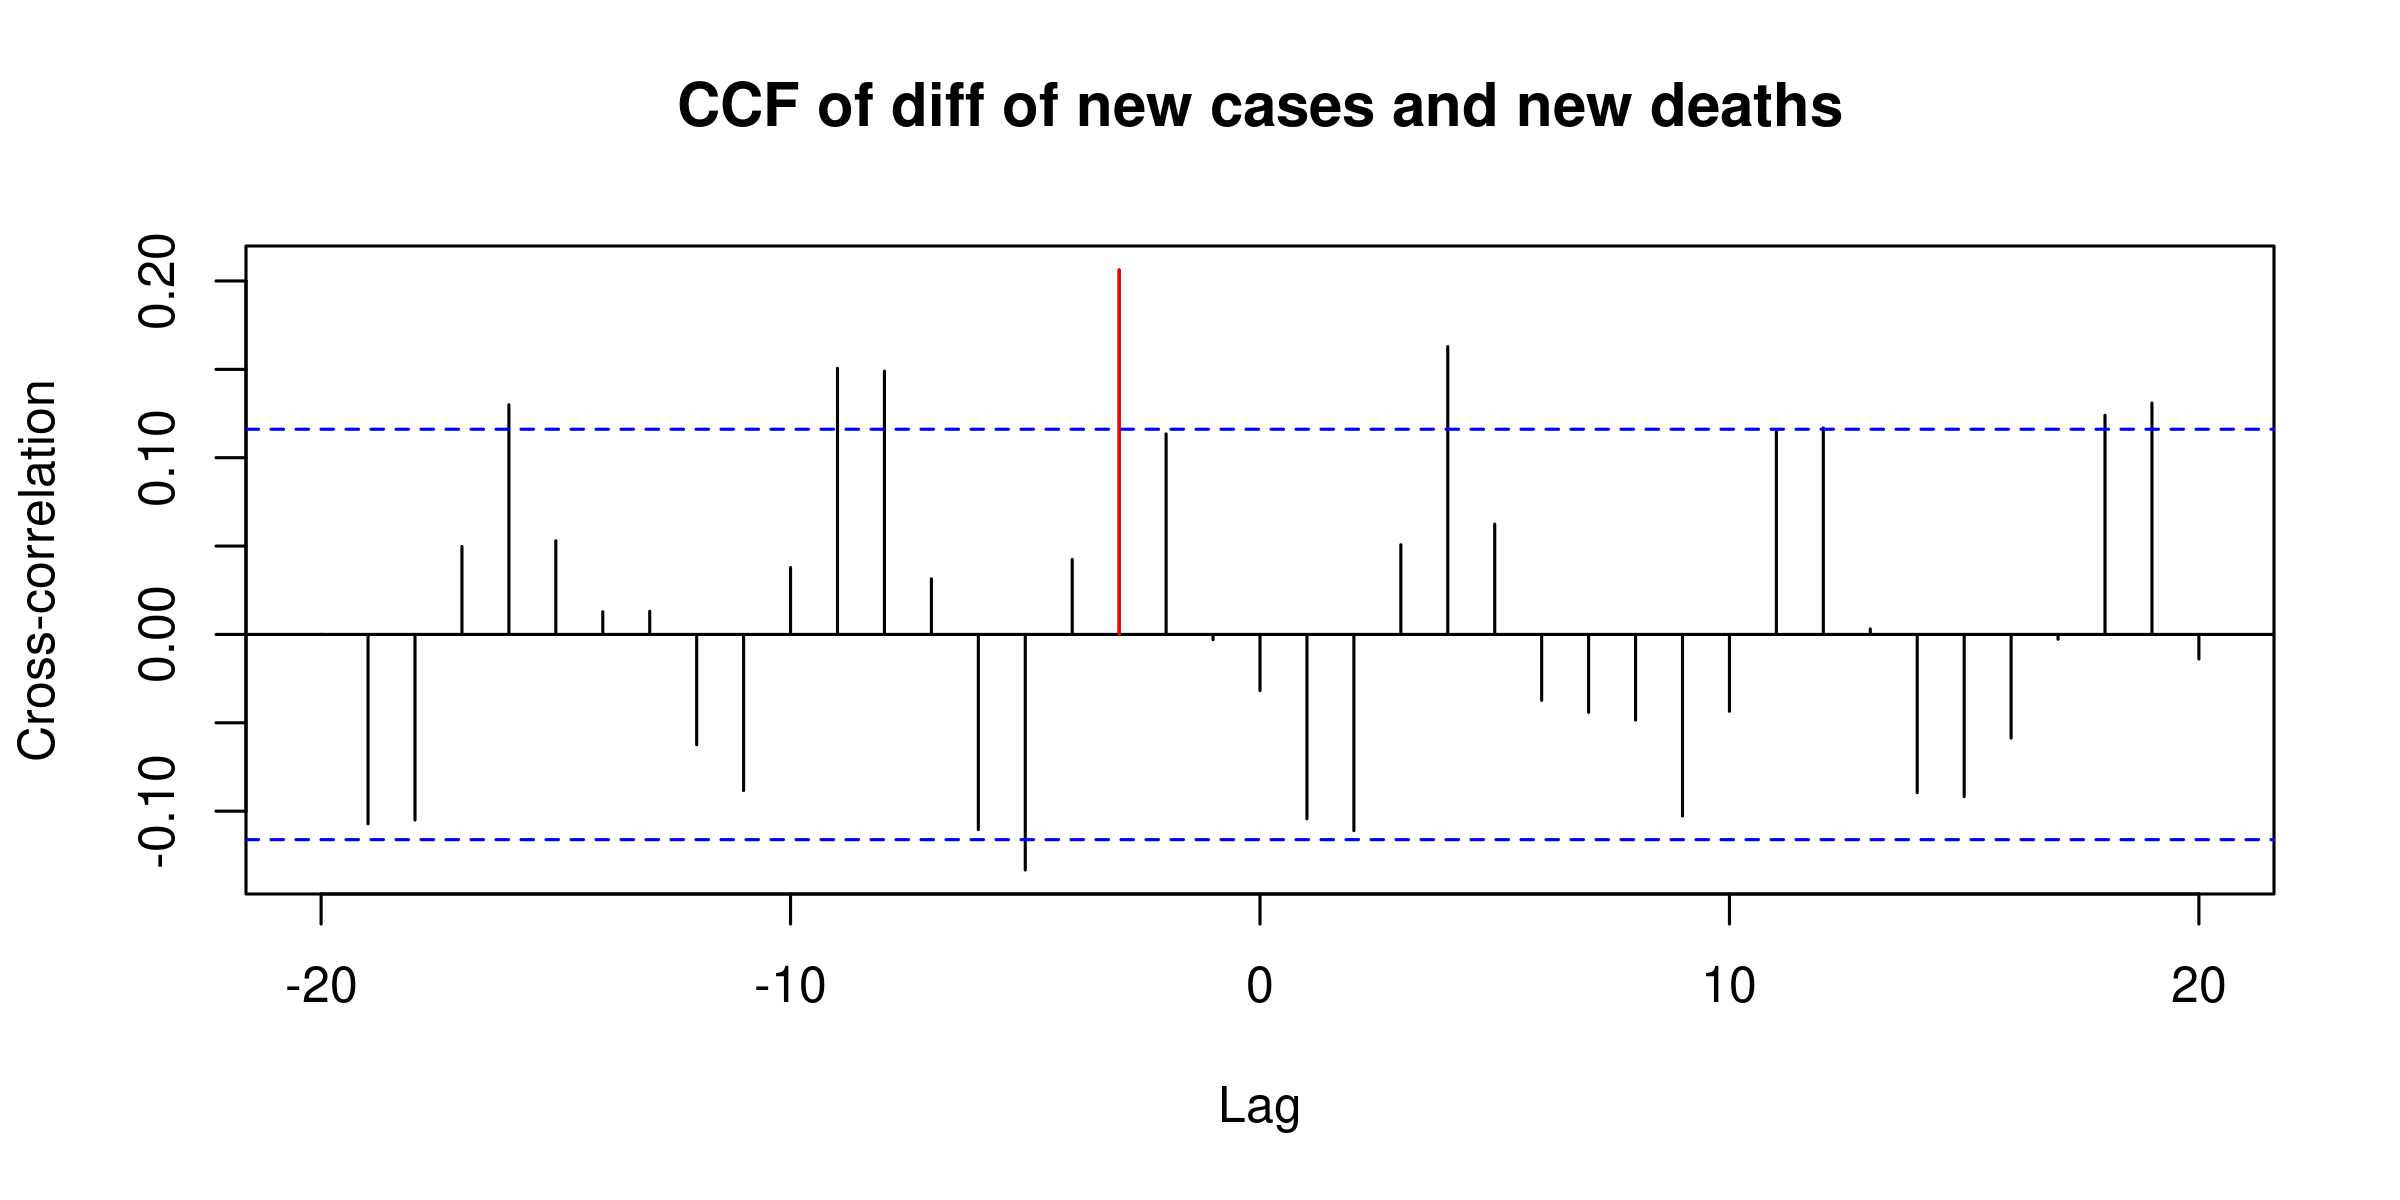 CCF of diff of new cases and new deaths
Cross-correlation
0.20
0.10
0.00
-0.10
-20 -10 0 10 20
Lag